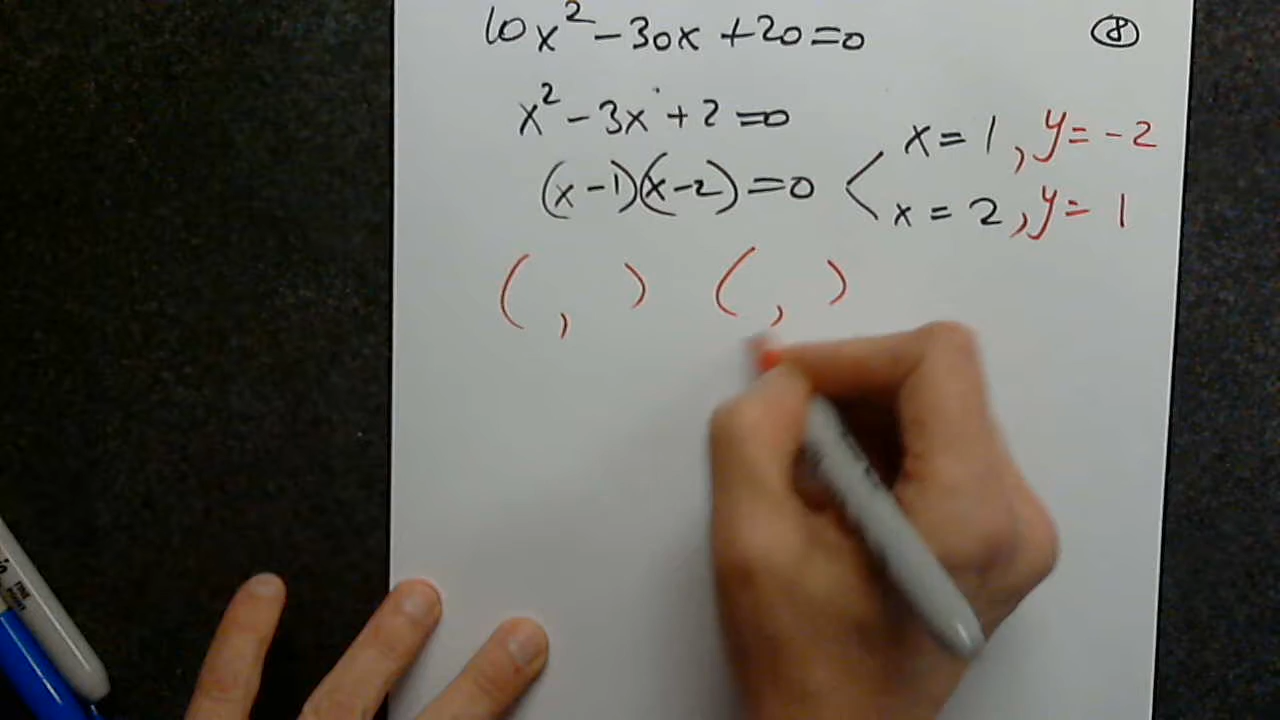 10x² - 30x + 20 = 0 ⑧
x² - 3x + 2 = 0
(x - 1)(x - 2) = 0 < x = 1, y = -2
x = 2, y = 1
( , ) ( , )